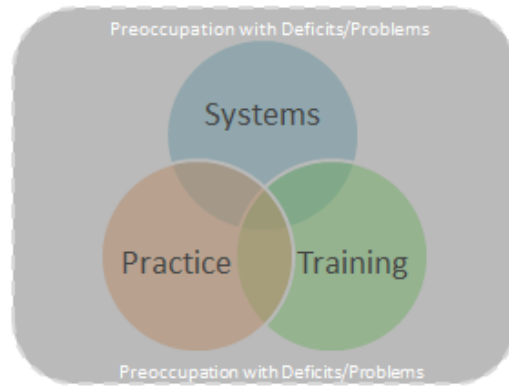 Preoccupation with Deficits/Problems
Systems
Practice Training
Preoccupation with Deficits/Problems